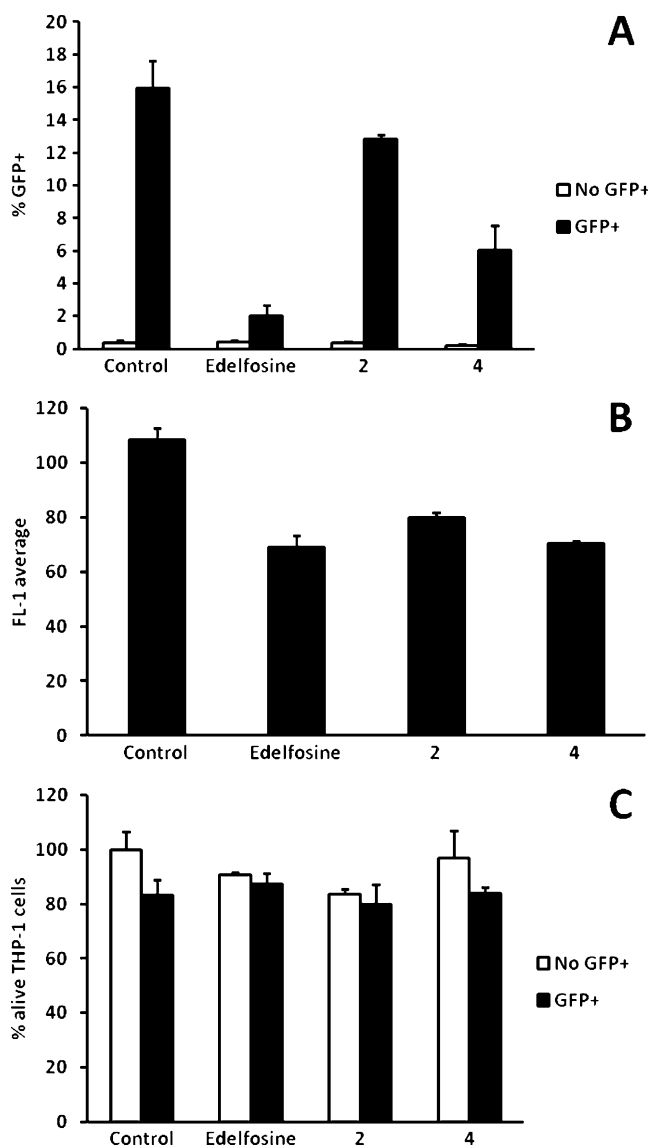 A
% GFP+
20
18
16
14
12
10
8
6
4
2
0
Control Edelfosine 2 4
No GFP+
GFP+
B
FL-1 average
120
100
80
60
40
20
0
Control Edelfosine 2 4
C
% alive THP-1 cells
120
100
80
60
40
20
0
Control Edelfosine 2 4
No GFP+
GFP+